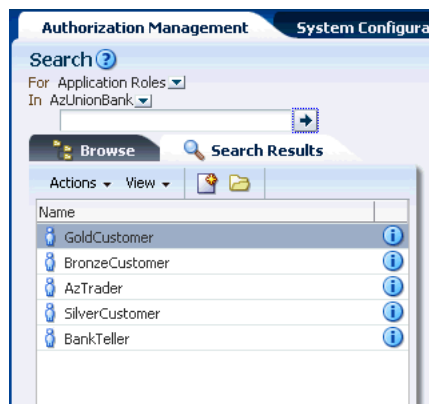 Authorization Management System Configura
Search
For Application Roles
In AzUnionBank
Browse Search Results
Actions View
Name
GoldCustomer
BronzeCustomer
AzTrader
SilverCustomer
BankTeller